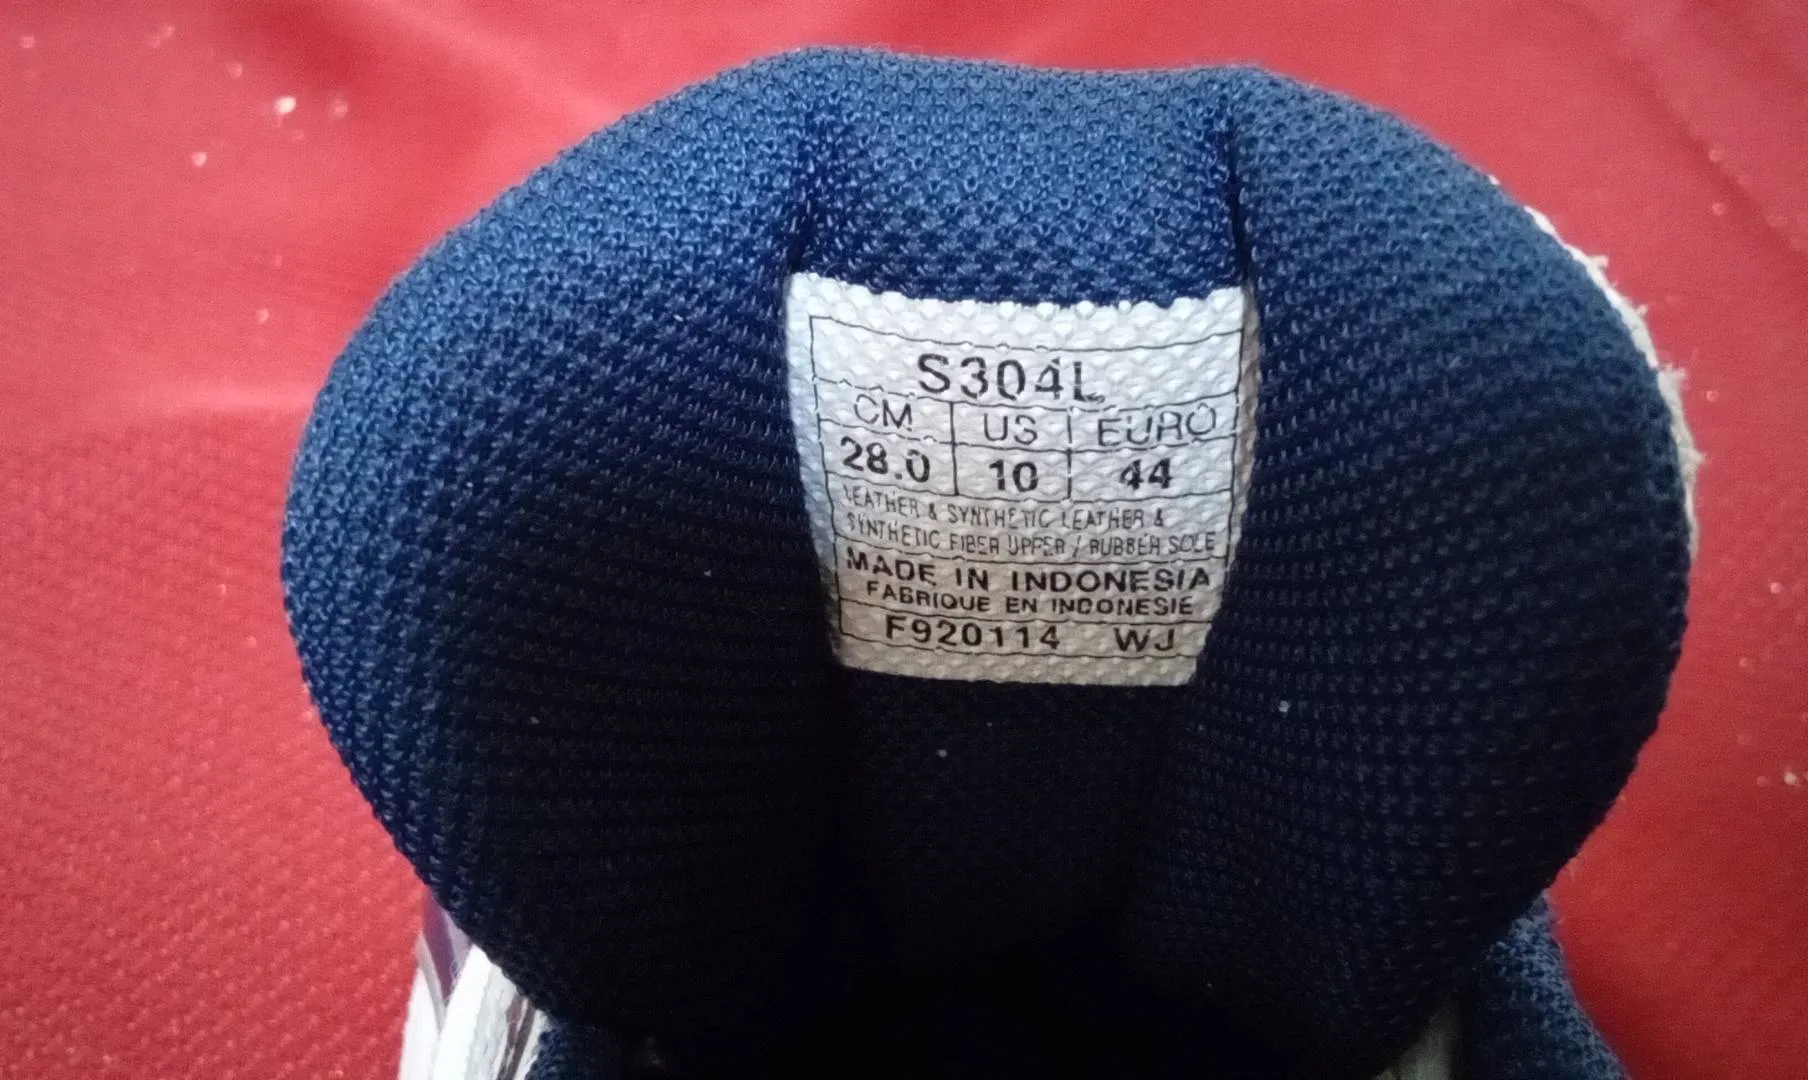 S304L
CM US EURO
28.0 10 44
LEATHER & SYNTHETIC LEATHER &
SYNTHETIC FIBER UPPER / RUBBER SOLE
MADE IN INDONESIA
FABRIQUE EN INDONESIE
F920114 WJ